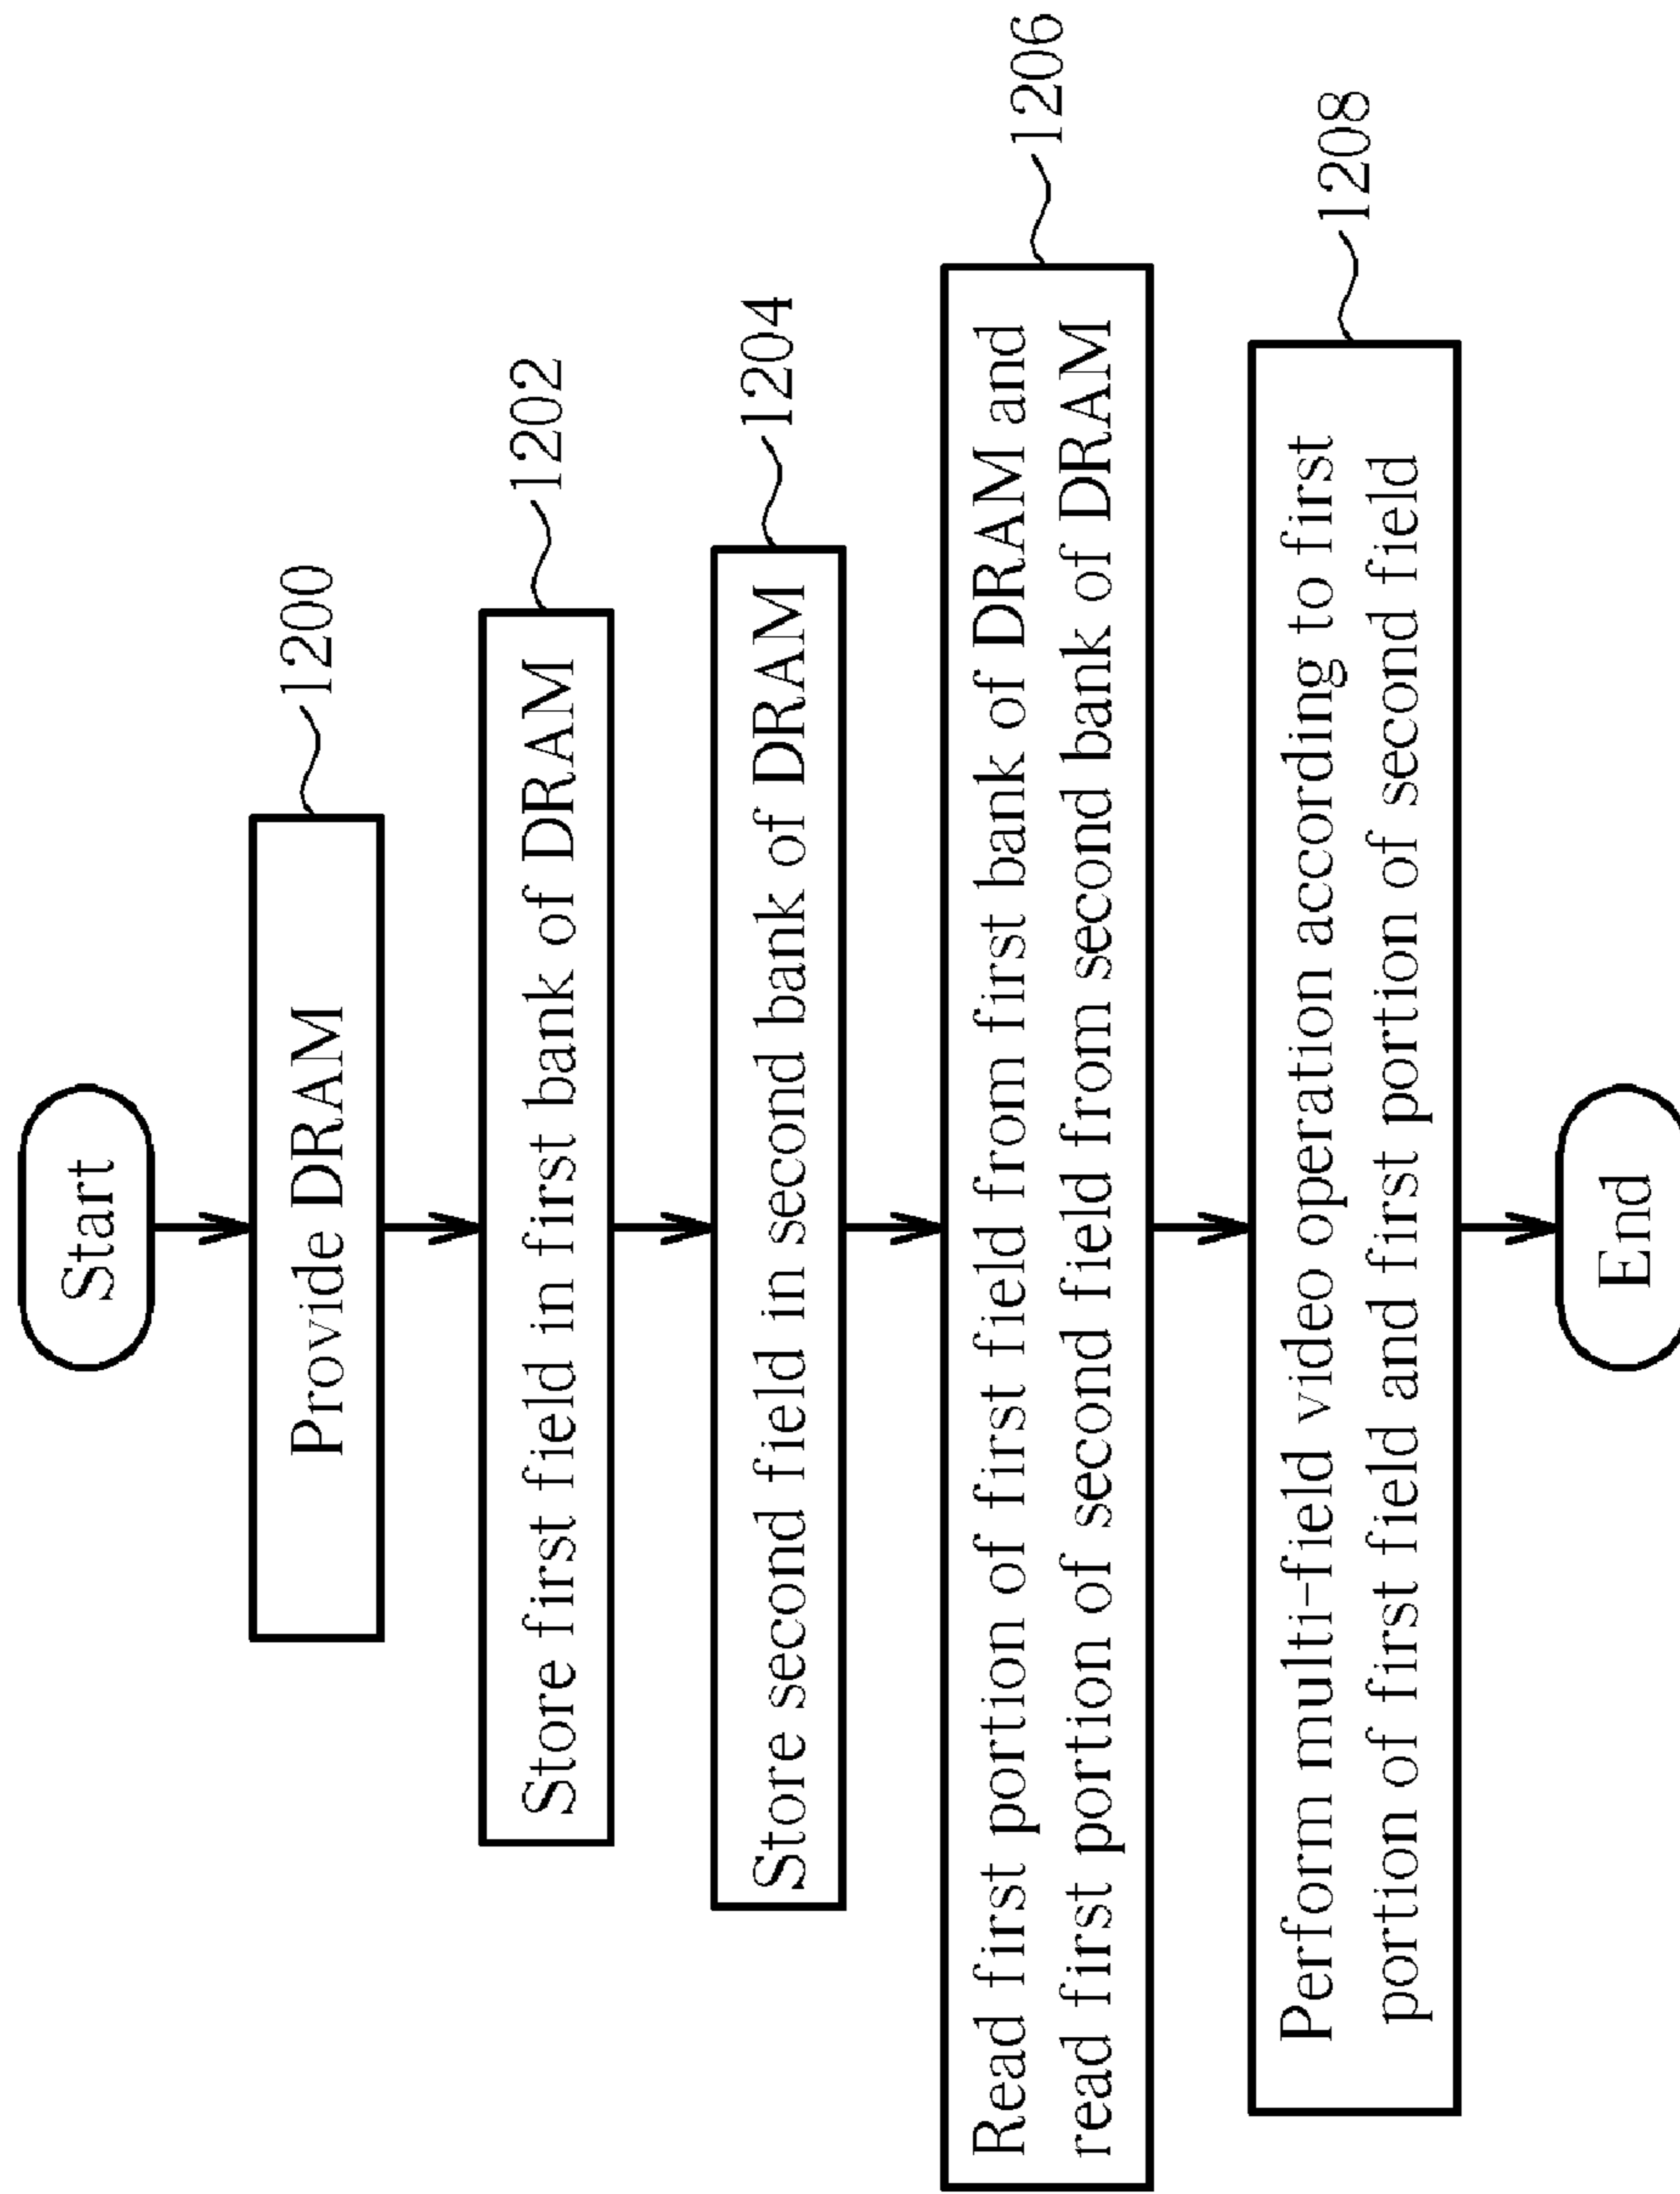 Start
Provide DRAM
1200
Store first field in first bank of DRAM
1202
Store second field in second bank of DRAM
1204
Read first portion of first field from first bank of DRAM and
read first portion of second field from second bank of DRAM
1206
Perform multi-field video operation according to first
portion of first field and first portion of second field
1208
End